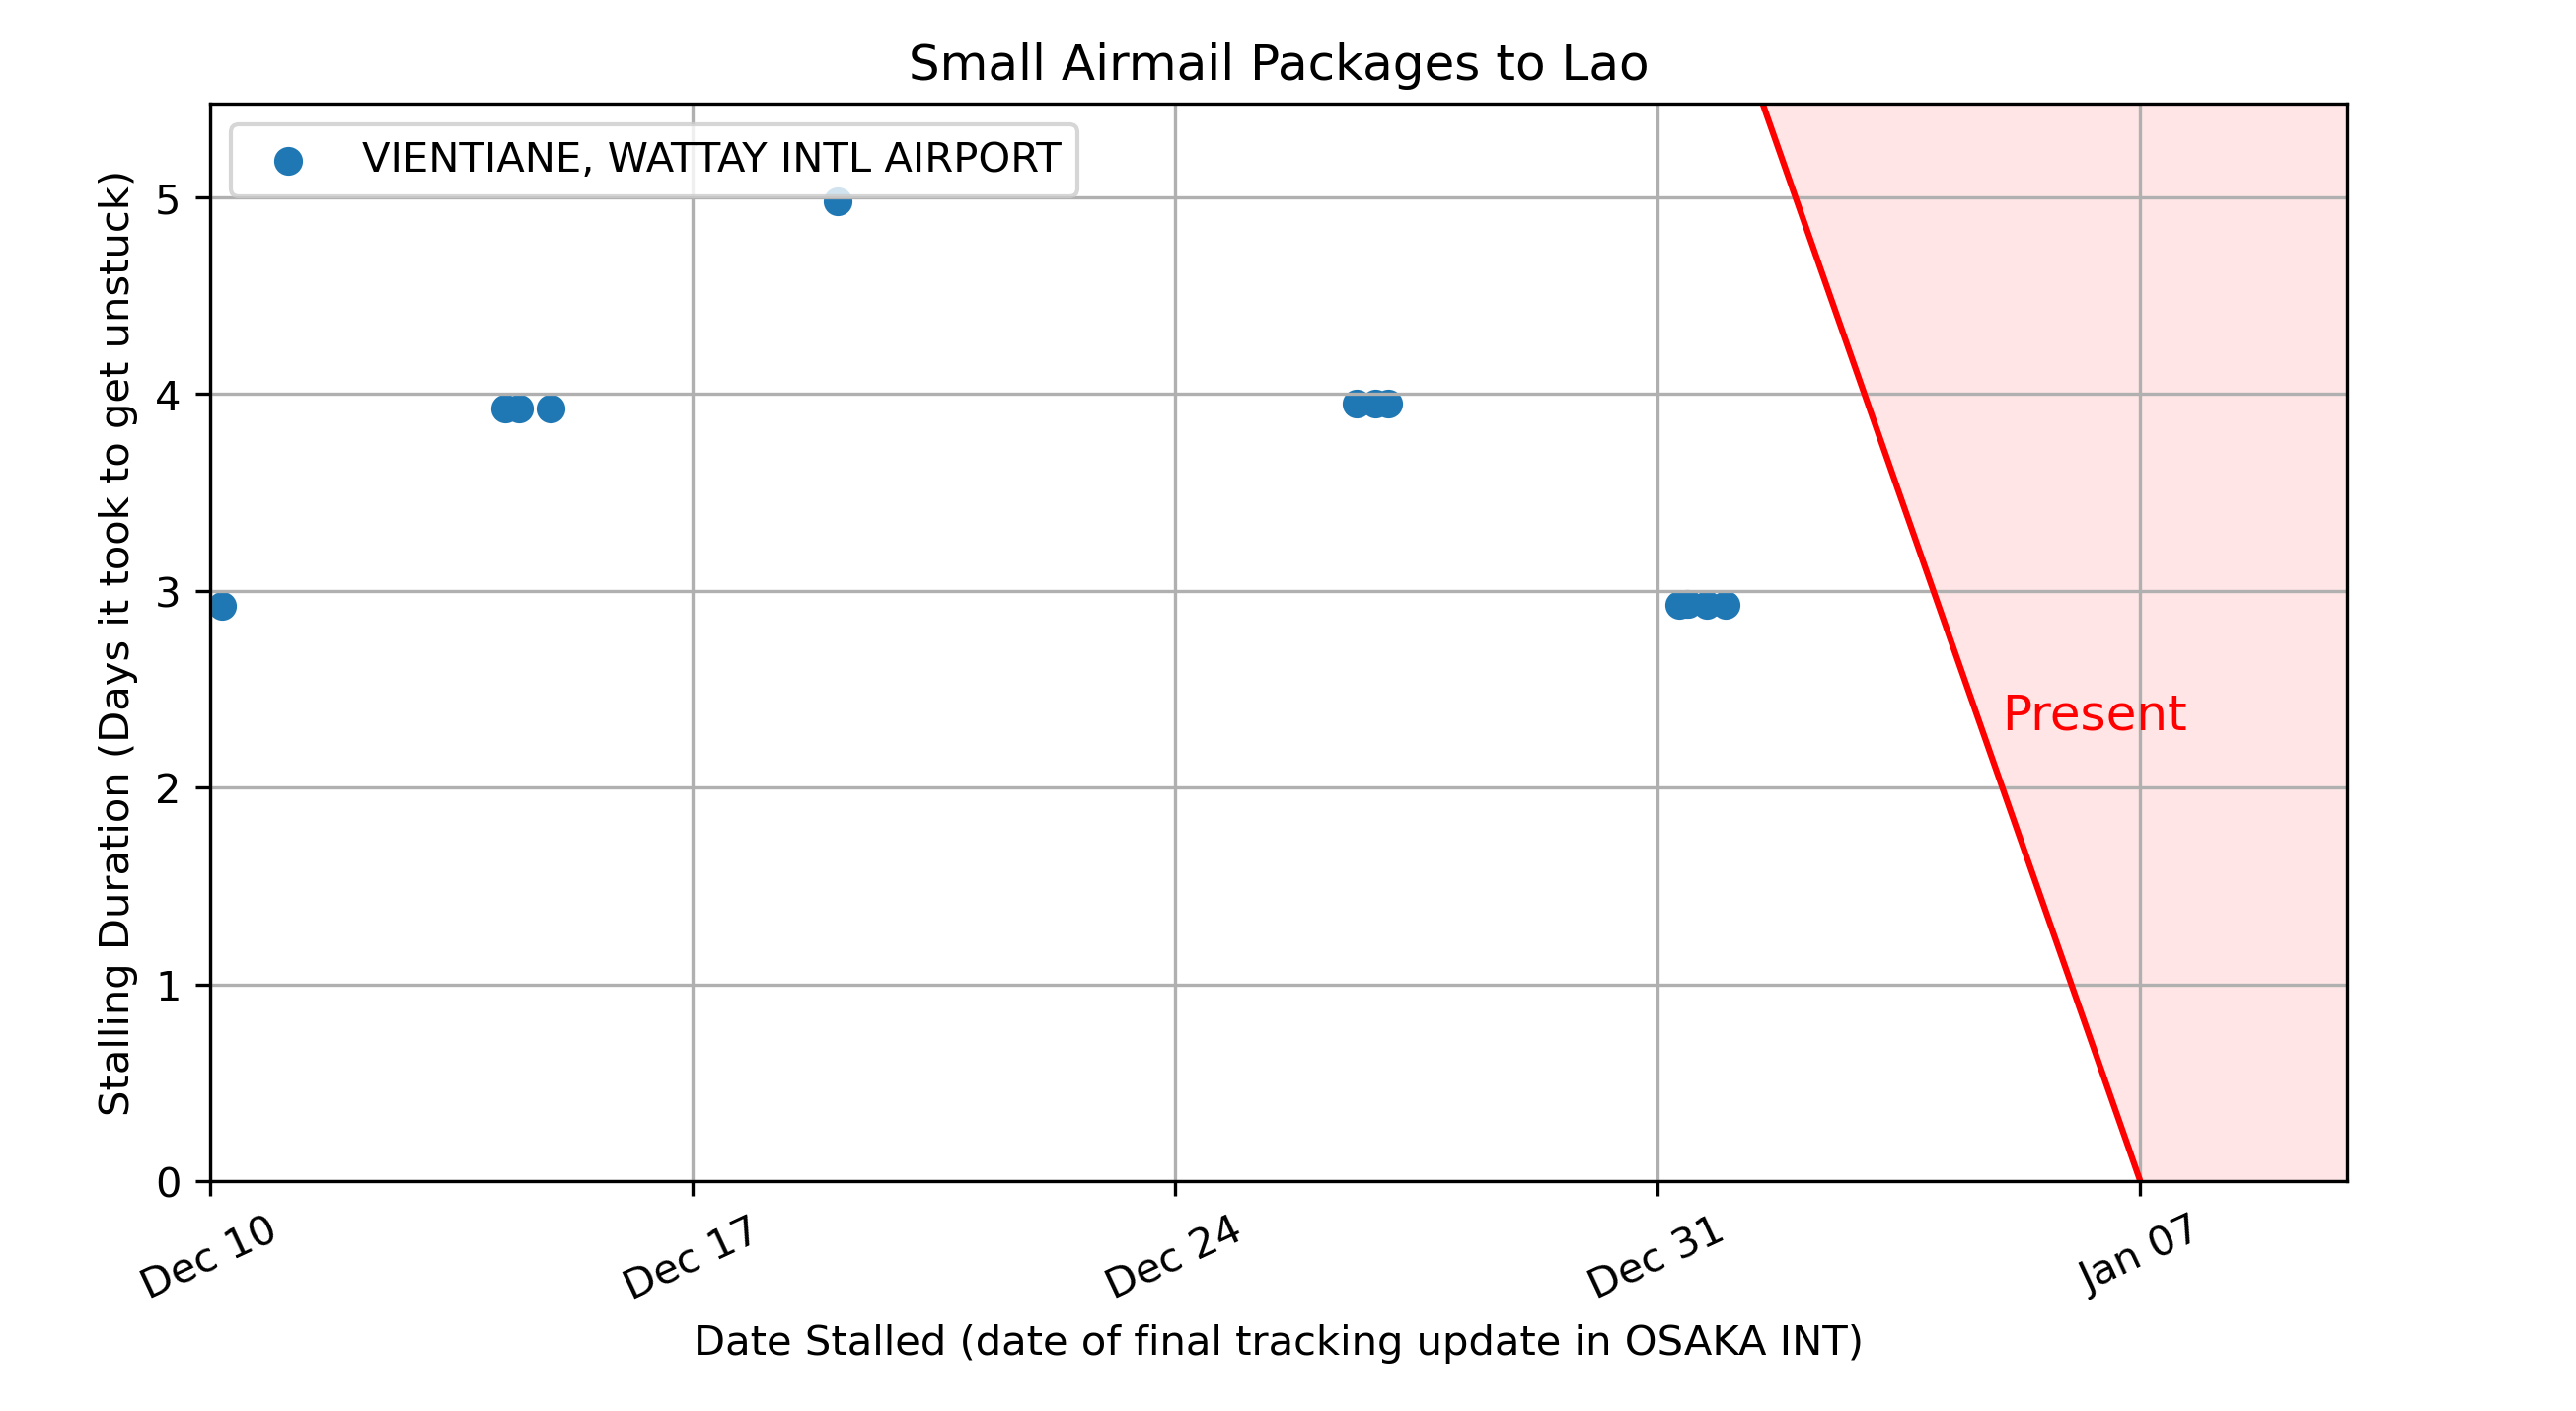 Small Airmail Packages to Lao
VIENTIANE, WATTAY INTL AIRPORT
Stalling Duration (Days it took to get unstuck)
5
4
3
2
1
0
Present
Dec 10
Dec 17
Dec 24
Dec 31
Jan 07
Date Stalled (date of final tracking update in OSAKA INT)